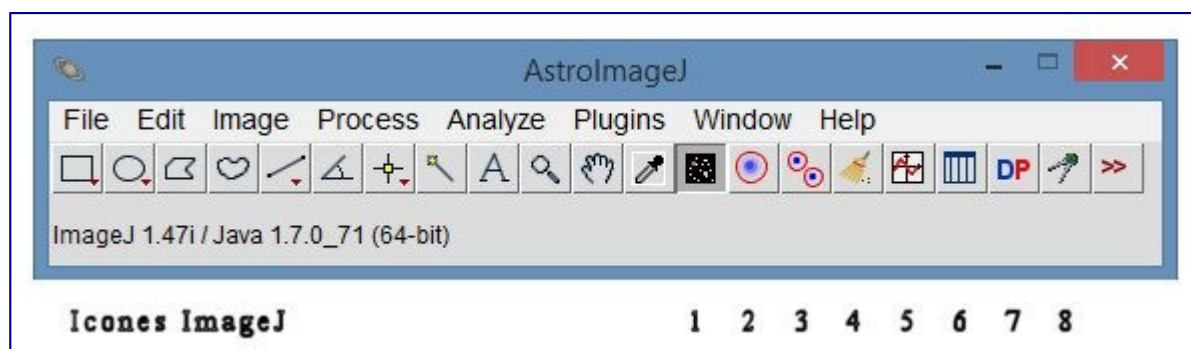 AstroImageJ
File Edit Image Process Analyze Plugins Window Help
A DP >>
ImageJ 1.47i / Java 1.7.0_71 (64-bit)
Icones ImageJ 1 2 3 4 5 6 7 8